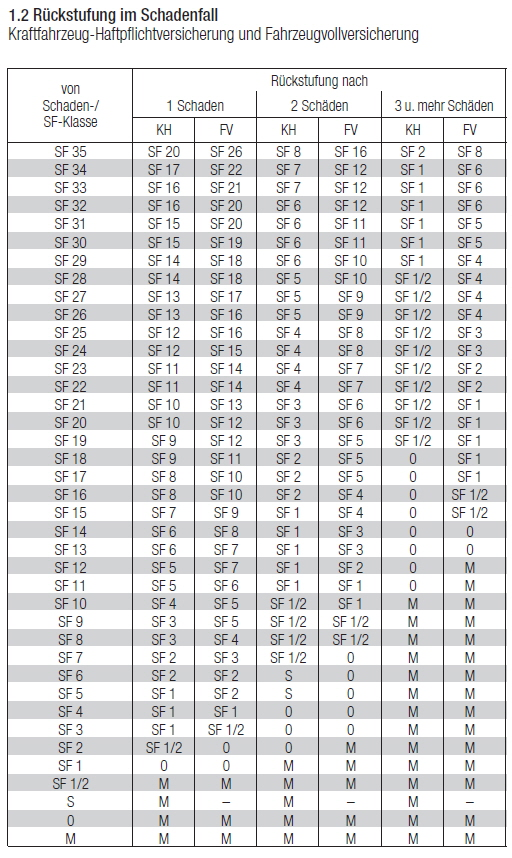 1.2 Rückstufung im Schadenfall
Kraftfahrzeug-Haftpflichtversicherung und Fahrzeugvollversicherung
von Schaden-/ SF-Klasse Rückstufung nach
1 Schaden 2 Schäden 3 u. mehr Schäden
KH FV KH FV KH FV
SF 35 SF 20 SF 26 SF 8 SF 16 SF 2 SF 8
SF 34 SF 17 SF 22 SF 7 SF 12 SF 1 SF 6
SF 33 SF 16 SF 21 SF 7 SF 12 SF 1 SF 6
SF 32 SF 16 SF 20 SF 6 SF 12 SF 1 SF 6
SF 31 SF 15 SF 20 SF 6 SF 11 SF 1 SF 5
SF 30 SF 15 SF 19 SF 6 SF 11 SF 1 SF 5
SF 29 SF 14 SF 18 SF 6 SF 10 SF 1 SF 4
SF 28 SF 14 SF 18 SF 5 SF 10 SF 1/2 SF 4
SF 27 SF 13 SF 17 SF 5 SF 9 SF 1/2 SF 4
SF 26 SF 13 SF 16 SF 5 SF 9 SF 1/2 SF 4
SF 25 SF 12 SF 16 SF 4 SF 8 SF 1/2 SF 3
SF 24 SF 12 SF 15 SF 4 SF 8 SF 1/2 SF 3
SF 23 SF 11 SF 14 SF 4 SF 7 SF 1/2 SF 2
SF 22 SF 11 SF 14 SF 4 SF 7 SF 1/2 SF 2
SF 21 SF 10 SF 13 SF 3 SF 6 SF 1/2 SF 1
SF 20 SF 10 SF 12 SF 3 SF 6 SF 1/2 SF 1
SF 19 SF 9 SF 12 SF 3 SF 5 SF 1/2 SF 1
SF 18 SF 9 SF 11 SF 2 SF 5 0 SF 1
SF 17 SF 8 SF 10 SF 2 SF 5 0 SF 1
SF 16 SF 8 SF 10 SF 2 SF 4 0 SF 1/2
SF 15 SF 7 SF 9 SF 1 SF 4 0 SF 1/2
SF 14 SF 6 SF 8 SF 1 SF 3 0 0
SF 13 SF 6 SF 7 SF 1 SF 3 0 0
SF 12 SF 5 SF 7 SF 1 SF 2 0 M
SF 11 SF 5 SF 6 SF 1 SF 1 0 M
SF 10 SF 4 SF 5 SF 1/2 SF 1 M M
SF 9 SF 3 SF 5 SF 1/2 SF 1/2 M M
SF 8 SF 3 SF 4 SF 1/2 SF 1/2 M M
SF 7 SF 2 SF 3 SF 1/2 0 M M
SF 6 SF 2 SF 2 S 0 M M
SF 5 SF 1 SF 2 S 0 M M
SF 4 SF 1 SF 1 0 0 M M
SF 3 SF 1 SF 1/2 0 0 M M
SF 2 SF 1/2 0 0 M M M
SF 1 0 0 M M M M
SF 1/2 M M M M M M
S M – M – M –
0 M M M M M M
M M M M M M M